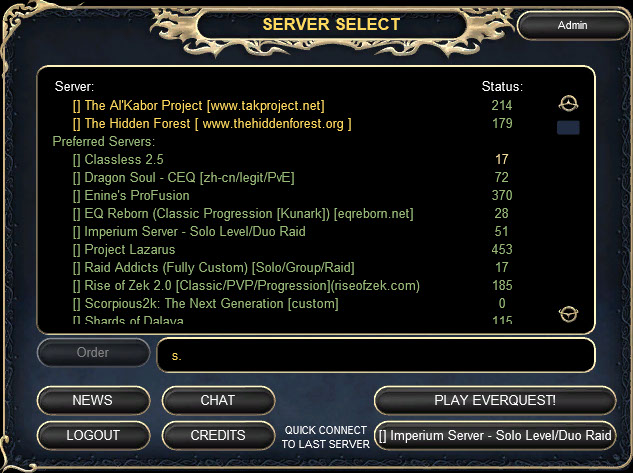 SERVER SELECT
Admin
Server: Status:
[] The Al'Kabor Project [www.takproject.net] 214
[] The Hidden Forest [ www.thehiddenforest.org ] 179
Preferred Servers:
[] Classless 2.5 17
[] Dragon Soul - CEQ [zh-cn/legit/PvE] 72
[] Enine's ProFusion 370
[] EQ Reborn (Classic Progression [Kunark]) [eqreborn.net] 28
[] Imperium Server - Solo Level/Duo Raid 51
[] Project Lazarus 453
[] Raid Addicts (Fully Custom) [Solo/Group/Raid] 17
[] Rise of Zek 2.0 [Classic/PVP/Progression](riseofzek.com) 185
[] Scorpious2k: The Next Generation [custom] 0
[] Shards of Dalaya 115
Order
s.
NEWS CHAT PLAY EVERQUEST!
LOGOUT CREDITS
QUICK CONNECT
TO LAST SERVER
[] Imperium Server - Solo Level/Duo Raid